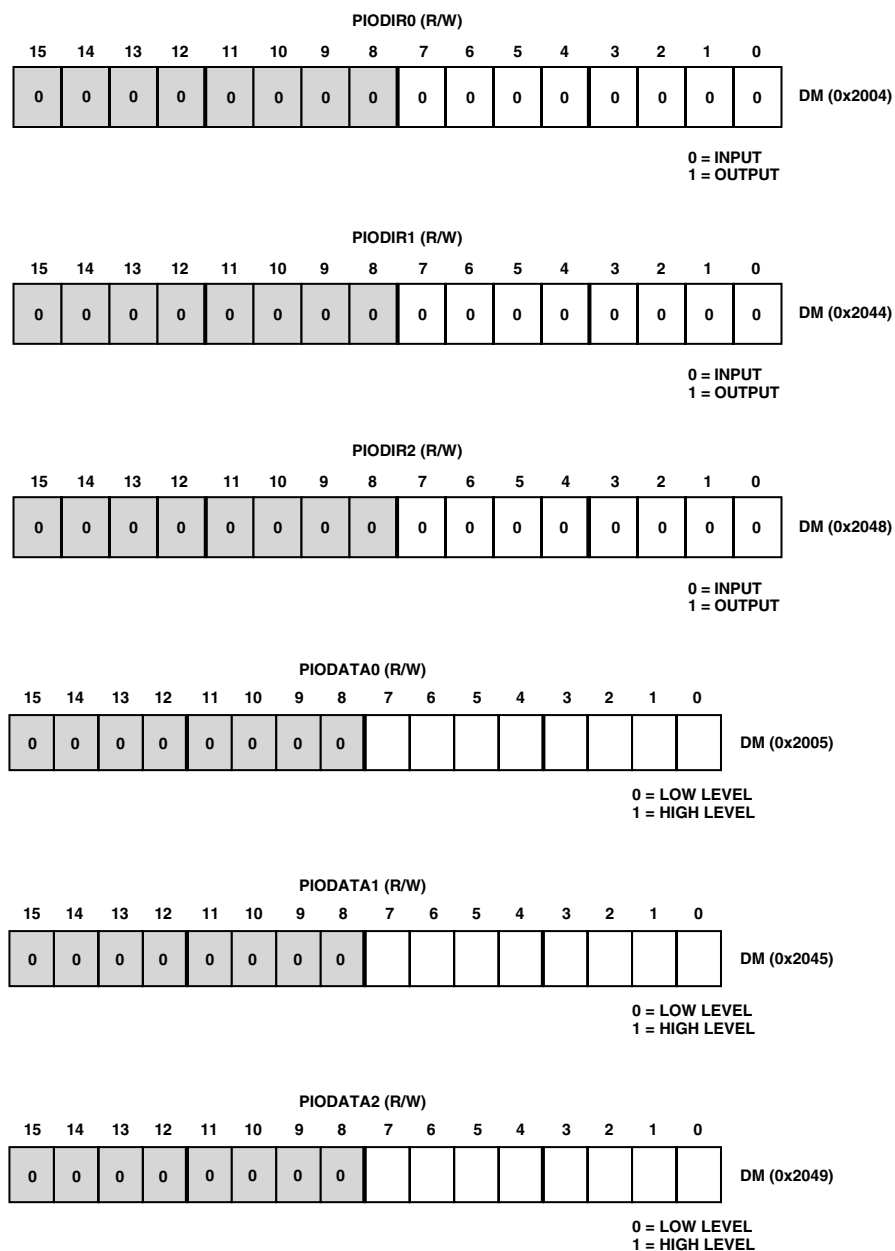 PIODIR0 (R/W)
15 14 13 12 11 10 9 8 7 6 5 4 3 2 1 0
0 0 0 0 0 0 0 0 0 0 0 0 0 0 0 0 DM (0x2004)
0 = INPUT
1 = OUTPUT
PIODIR1 (R/W)
15 14 13 12 11 10 9 8 7 6 5 4 3 2 1 0
0 0 0 0 0 0 0 0 0 0 0 0 0 0 0 0 DM (0x2044)
0 = INPUT
1 = OUTPUT
PIODIR2 (R/W)
15 14 13 12 11 10 9 8 7 6 5 4 3 2 1 0
0 0 0 0 0 0 0 0 0 0 0 0 0 0 0 0 DM (0x2048)
0 = INPUT
1 = OUTPUT
PIODATA0 (R/W)
15 14 13 12 11 10 9 8 7 6 5 4 3 2 1 0
0 0 0 0 0 0 0 0 DM (0x2005)
0 = LOW LEVEL
1 = HIGH LEVEL
PIODATA1 (R/W)
15 14 13 12 11 10 9 8 7 6 5 4 3 2 1 0
0 0 0 0 0 0 0 0 DM (0x2045)
0 = LOW LEVEL
1 = HIGH LEVEL
PIODATA2 (R/W)
15 14 13 12 11 10 9 8 7 6 5 4 3 2 1 0
0 0 0 0 0 0 0 0 DM (0x2049)
0 = LOW LEVEL
1 = HIGH LEVEL